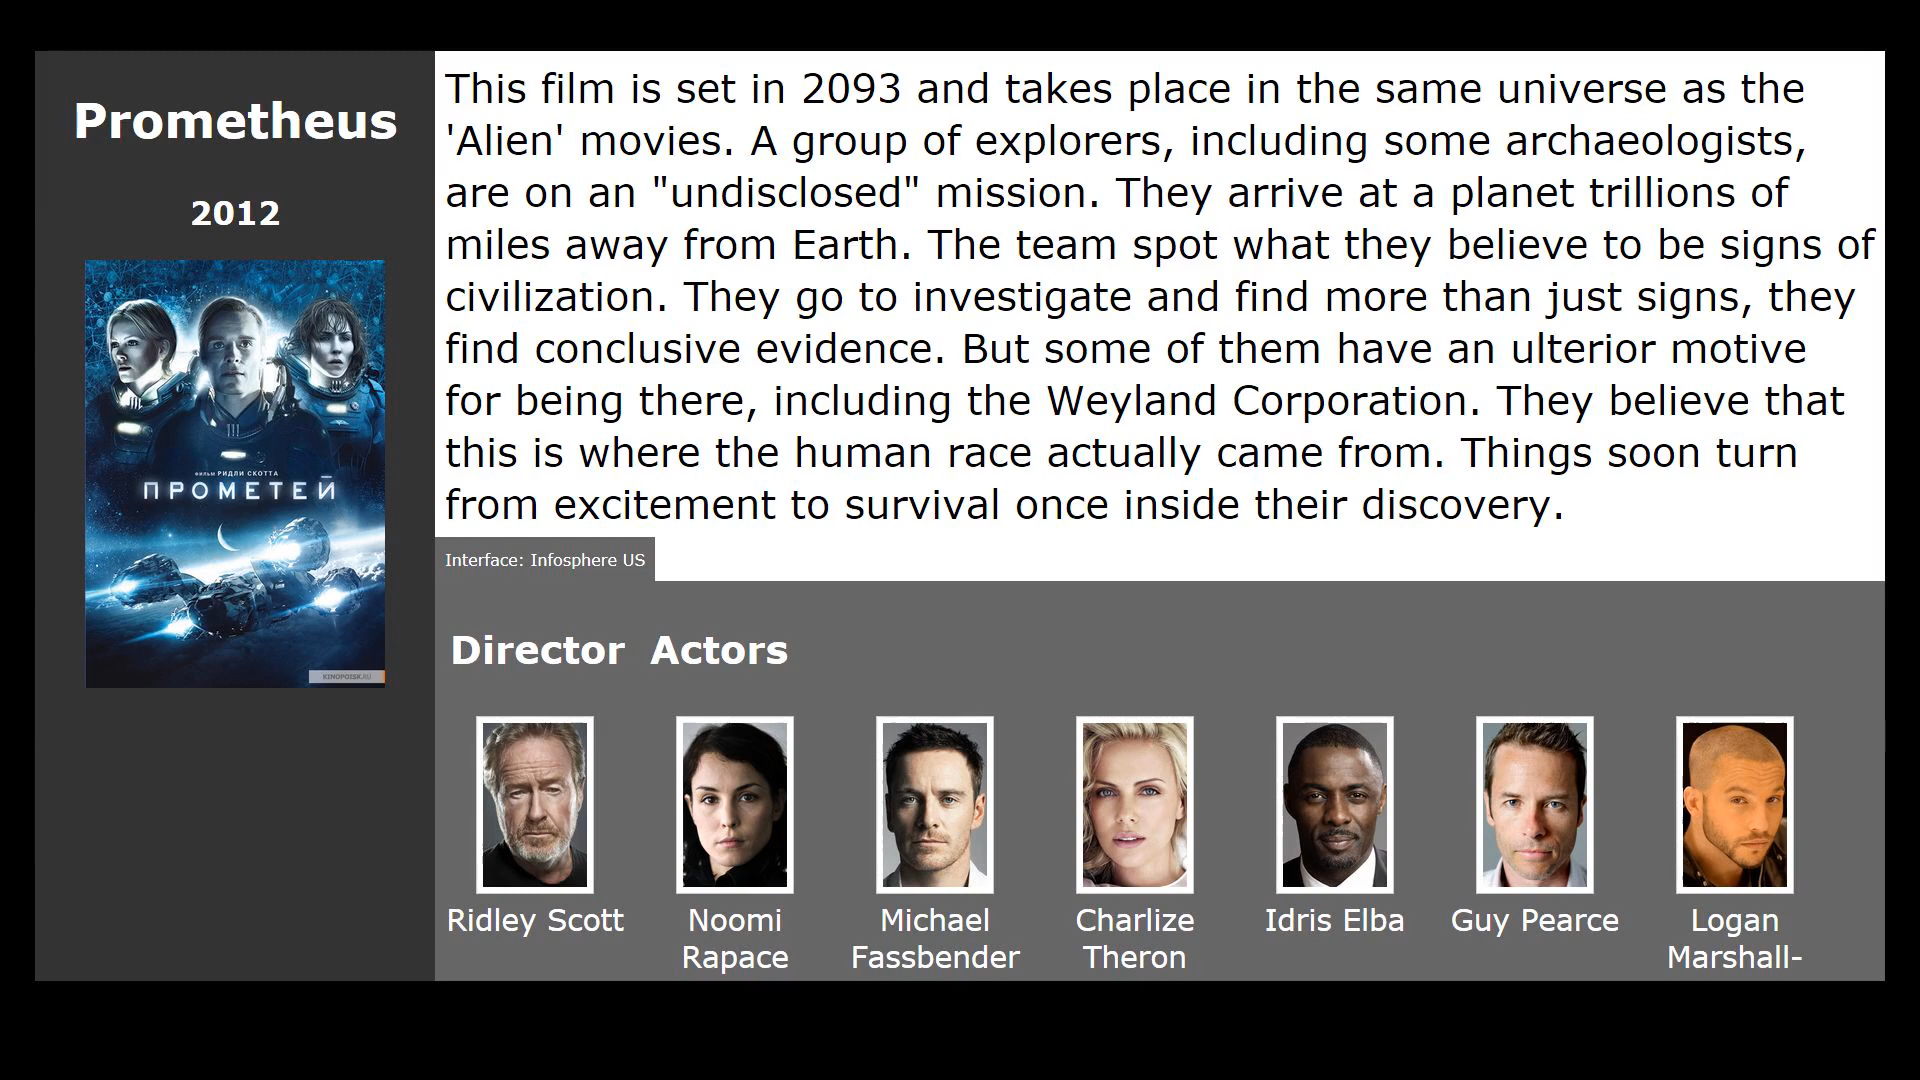 Prometheus
2012
фильм РИДЛИ СКОТТА
ПРОМЕТЕЙ
KINOPOISK.RU
This film is set in 2093 and takes place in the same universe as the
'Alien' movies. A group of explorers, including some archaeologists,
are on an "undisclosed" mission. They arrive at a planet trillions of
miles away from Earth. The team spot what they believe to be signs of
civilization. They go to investigate and find more than just signs, they
find conclusive evidence. But some of them have an ulterior motive
for being there, including the Weyland Corporation. They believe that
this is where the human race actually came from. Things soon turn
from excitement to survival once inside their discovery.
Interface: Infosphere US
Director Actors
Ridley Scott
Noomi
Rapace
Michael
Fassbender
Charlize
Theron
Idris Elba
Guy Pearce
Logan
Marshall-